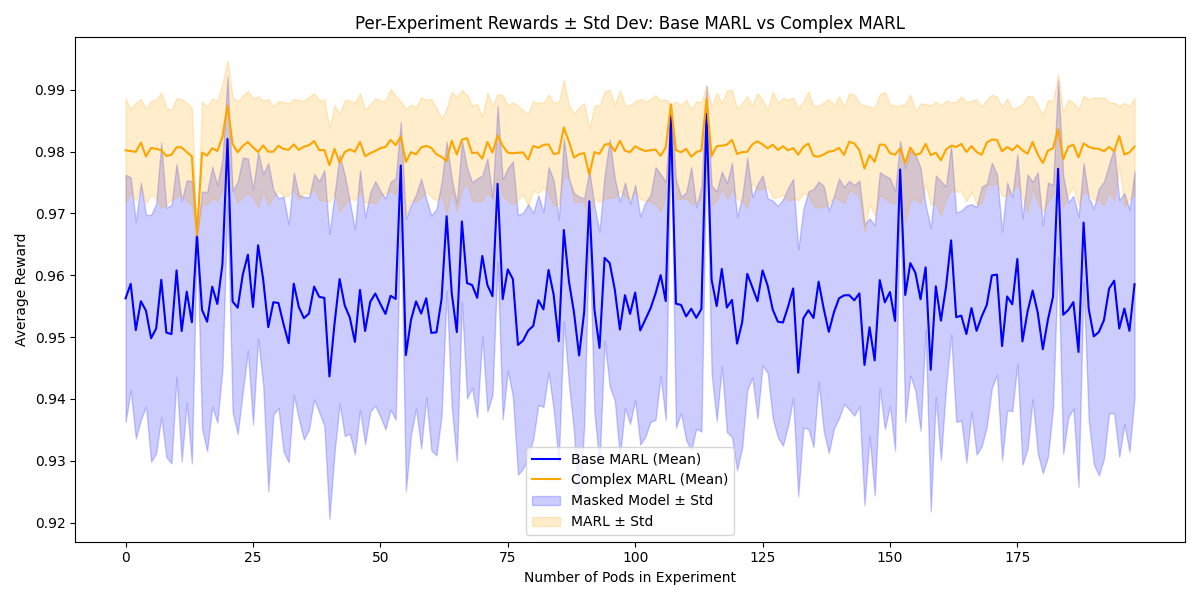 Per-Experiment Rewards ± Std Dev: Base MARL vs Complex MARL
Average Reward
0.99
0.98
0.97
0.96
0.95
0.94
0.93
0.92
Base MARL (Mean)
Complex MARL (Mean)
Masked Model ± Std
MARL ± Std
0 25 50 75 100 125 150 175
Number of Pods in Experiment